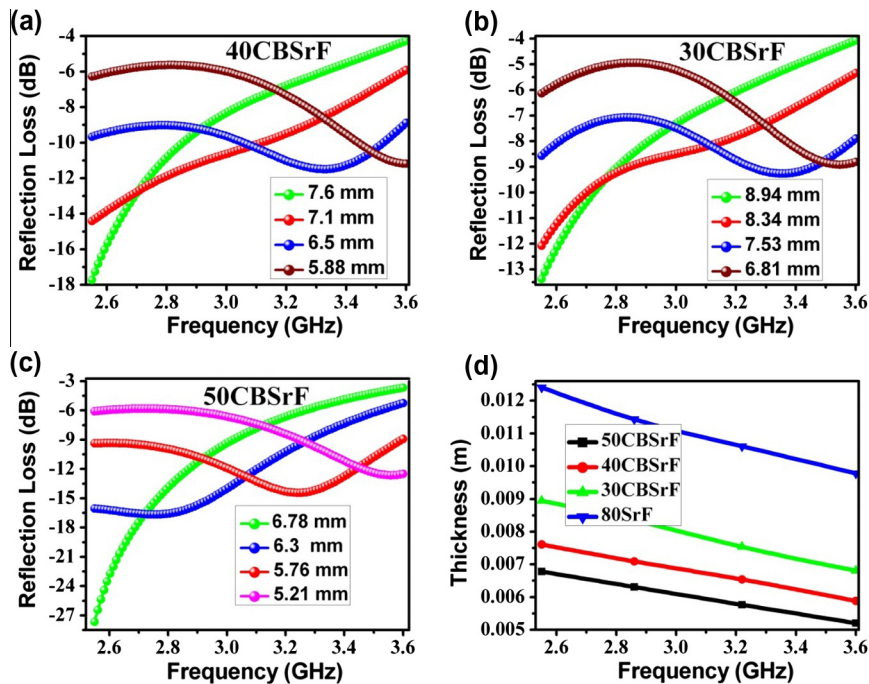 (a)
40CBSrF
Reflection Loss (dB)
-4
-6
-8
-10
-12
-14
-16
-18
7.6 mm
7.1 mm
6.5 mm
5.88 mm
2.6 2.8 3.0 3.2 3.4 3.6
Frequency (GHz)
(b)
30CBSrF
Reflection Loss (dB)
-4
-5
-6
-7
-8
-9
-10
-11
-12
-13
8.94 mm
8.34 mm
7.53 mm
6.81 mm
2.6 2.8 3.0 3.2 3.4 3.6
Frequency (GHz)
(c)
50CBSrF
Reflection Loss (dB)
-3
-6
-9
-12
-15
-18
-21
-24
-27
6.78 mm
6.3 mm
5.76 mm
5.21 mm
2.6 2.8 3.0 3.2 3.4 3.6
Frequency (GHz)
(d)
Thickness (m)
0.012
0.011
0.010
0.009
0.008
0.007
0.006
0.005
50CBSrF
40CBSrF
30CBSrF
80SrF
2.6 2.8 3.0 3.2 3.4 3.6
Frequency (GHz)